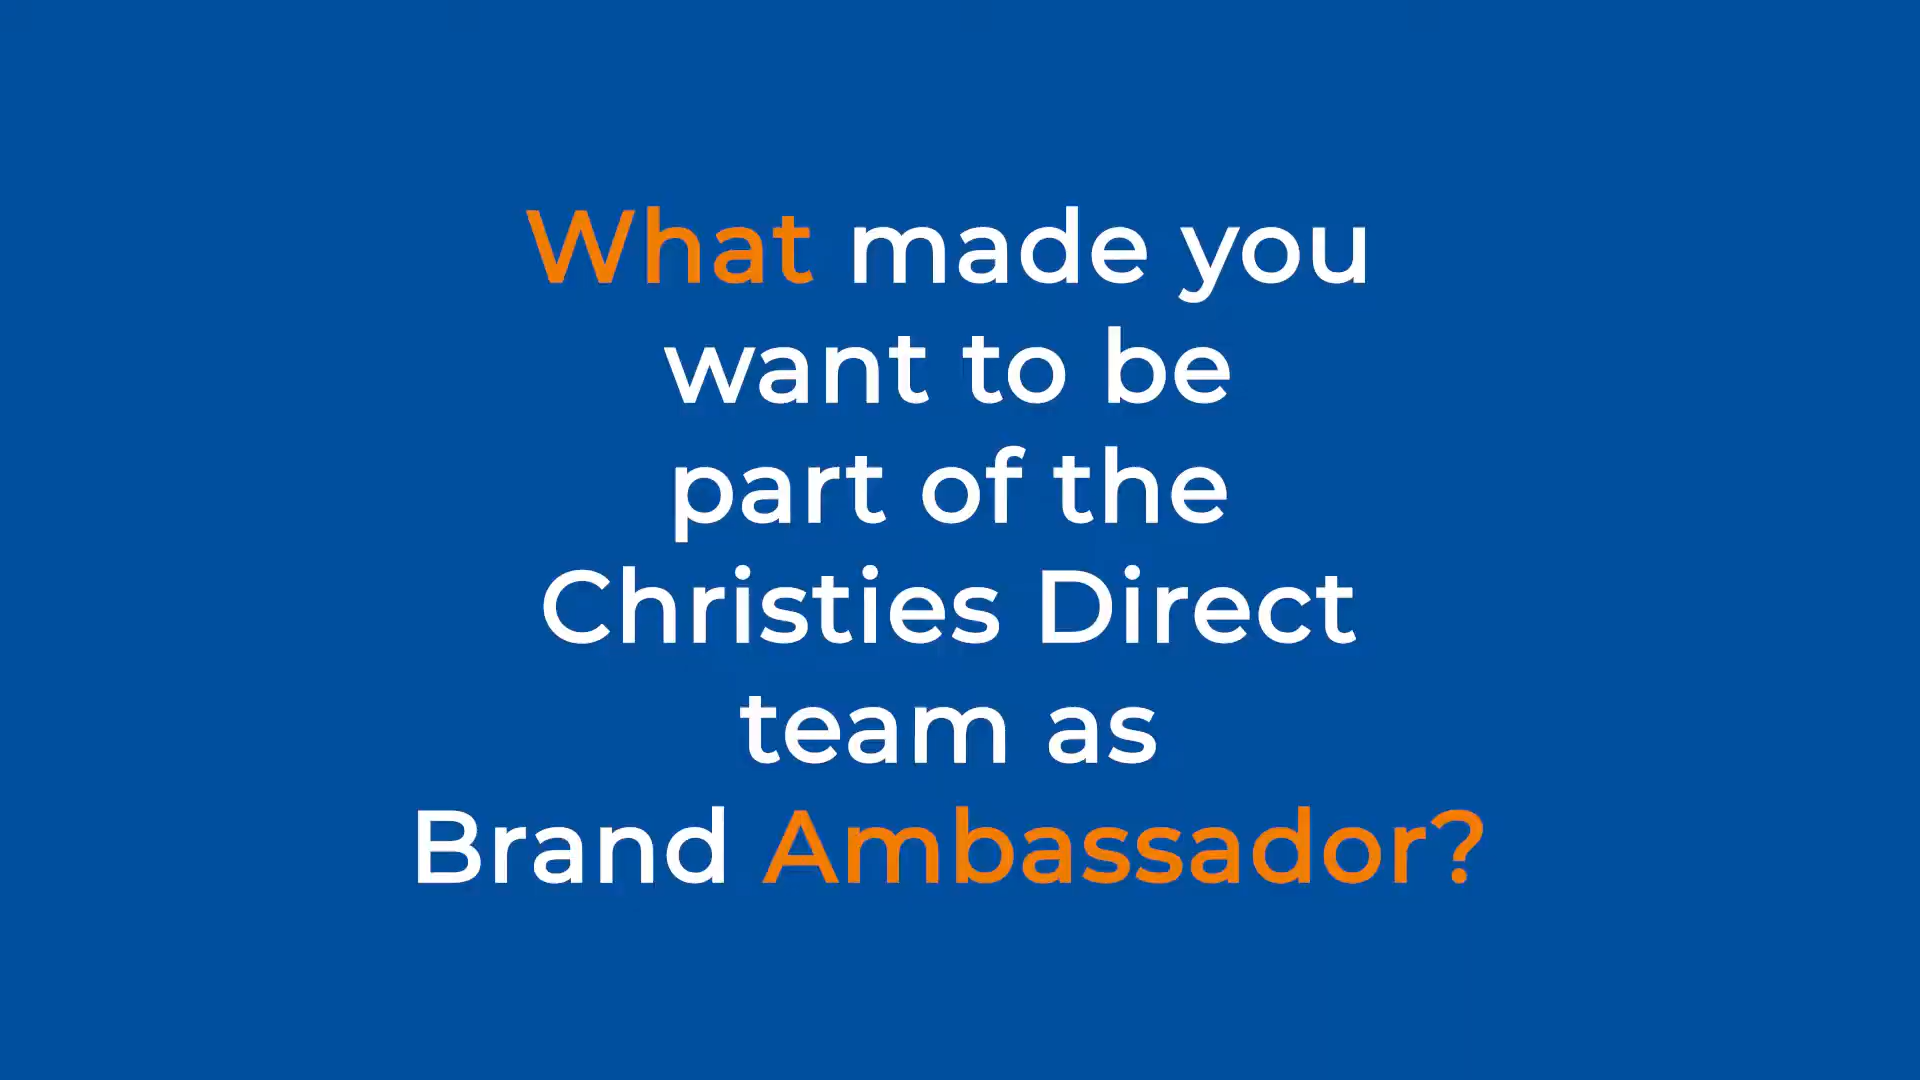 What made you
want to be
part of the
Christies Direct
team as
Brand Ambassador?